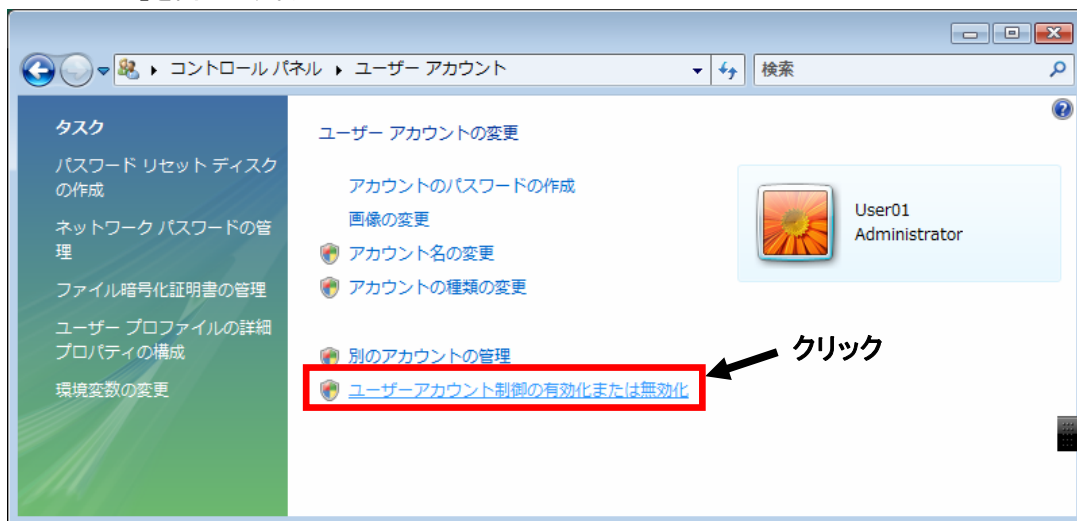 コントロール パネル ▸ ユーザー アカウント
検索
タスク
パスワード リセット ディスク
の作成
ネットワーク パスワードの管
理
ファイル暗号化証明書の管理
ユーザー プロファイルの詳細
プロパティの構成
環境変数の変更
ユーザー アカウントの変更
アカウントのパスワードの作成
画像の変更
アカウント名の変更
アカウントの種類の変更
別のアカウントの管理
ユーザーアカウント制御の有効化または無効化
User01
Administrator
クリック